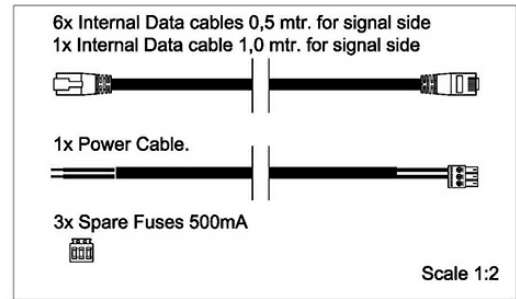 6x Internal Data cables 0,5 mtr. for signal side
1x Internal Data cable 1,0 mtr. for signal side
1x Power Cable.
3x Spare Fuses 500mA
Scale 1:2